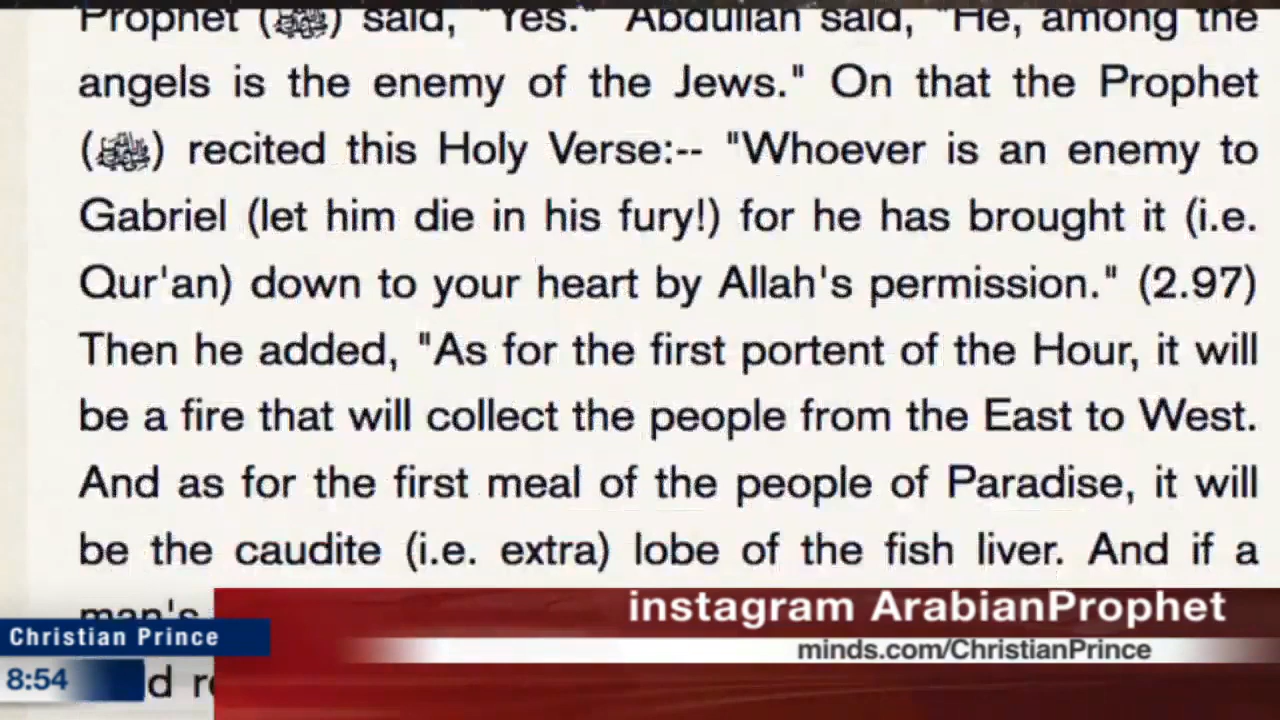 Prophet (ﷺ) said, "Yes." Abdullah said, "He, among the
angels is the enemy of the Jews." On that the Prophet
(ﷺ) recited this Holy Verse:-- "Whoever is an enemy to
Gabriel (let him die in his fury!) for he has brought it (i.e.
Qur'an) down to your heart by Allah's permission." (2.97)
Then he added, "As for the first portent of the Hour, it will
be a fire that will collect the people from the East to West.
And as for the first meal of the people of Paradise, it will
be the caudite (i.e. extra) lobe of the fish liver. And if a
man's
instagram ArabianProphet
Christian Prince
minds.com/ChristianPrince
8:54